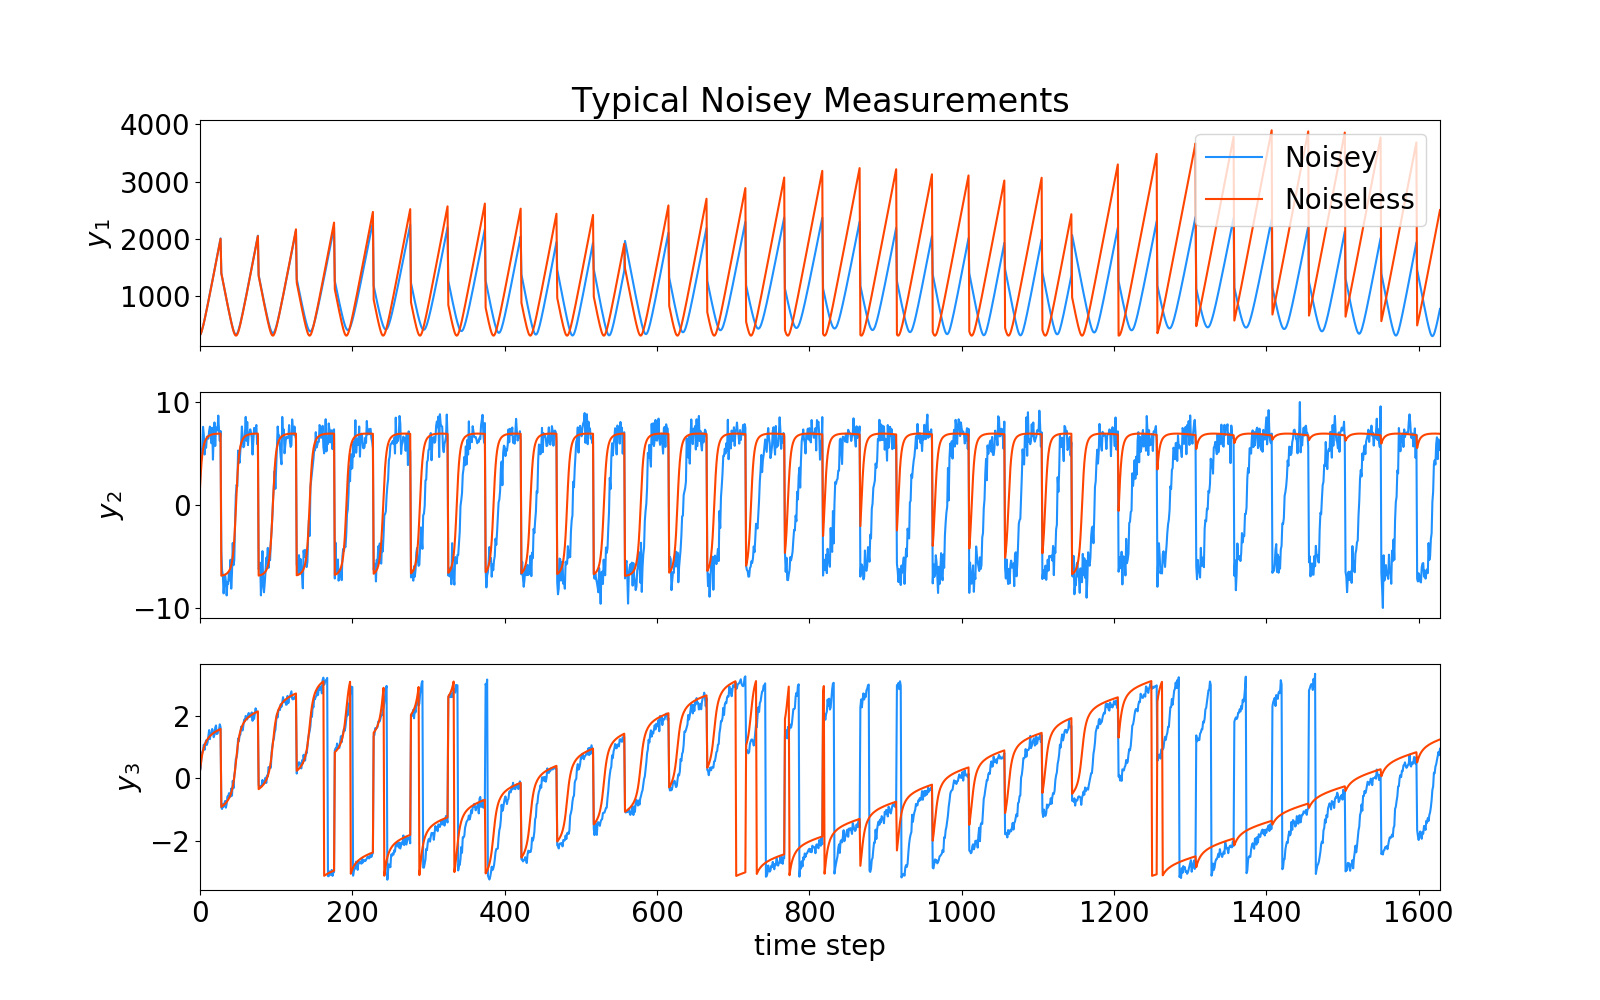 Typical Noisey Measurements
4000
3000
2000
1000
y₁
Noisey
Noiseless
10
0
−10
y₂
2
0
−2
y₃
0 200 400 600 800 1000 1200 1400 1600
time step